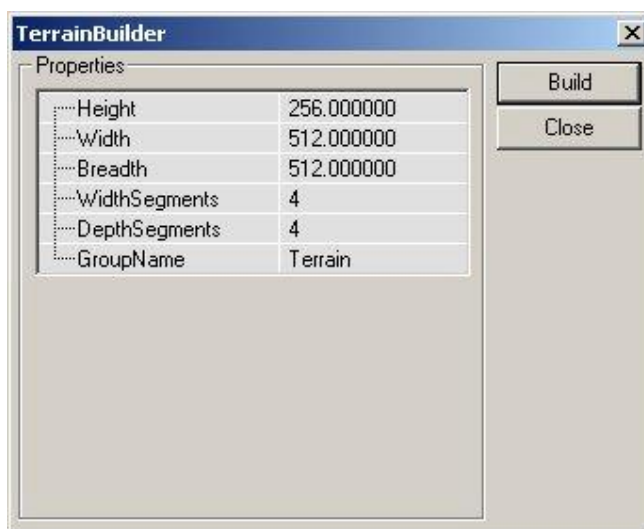 TerrainBuilder
Properties
Height 256.000000
Width 512.000000
Breadth 512.000000
WidthSegments 4
DepthSegments 4
GroupName Terrain
Build
Close